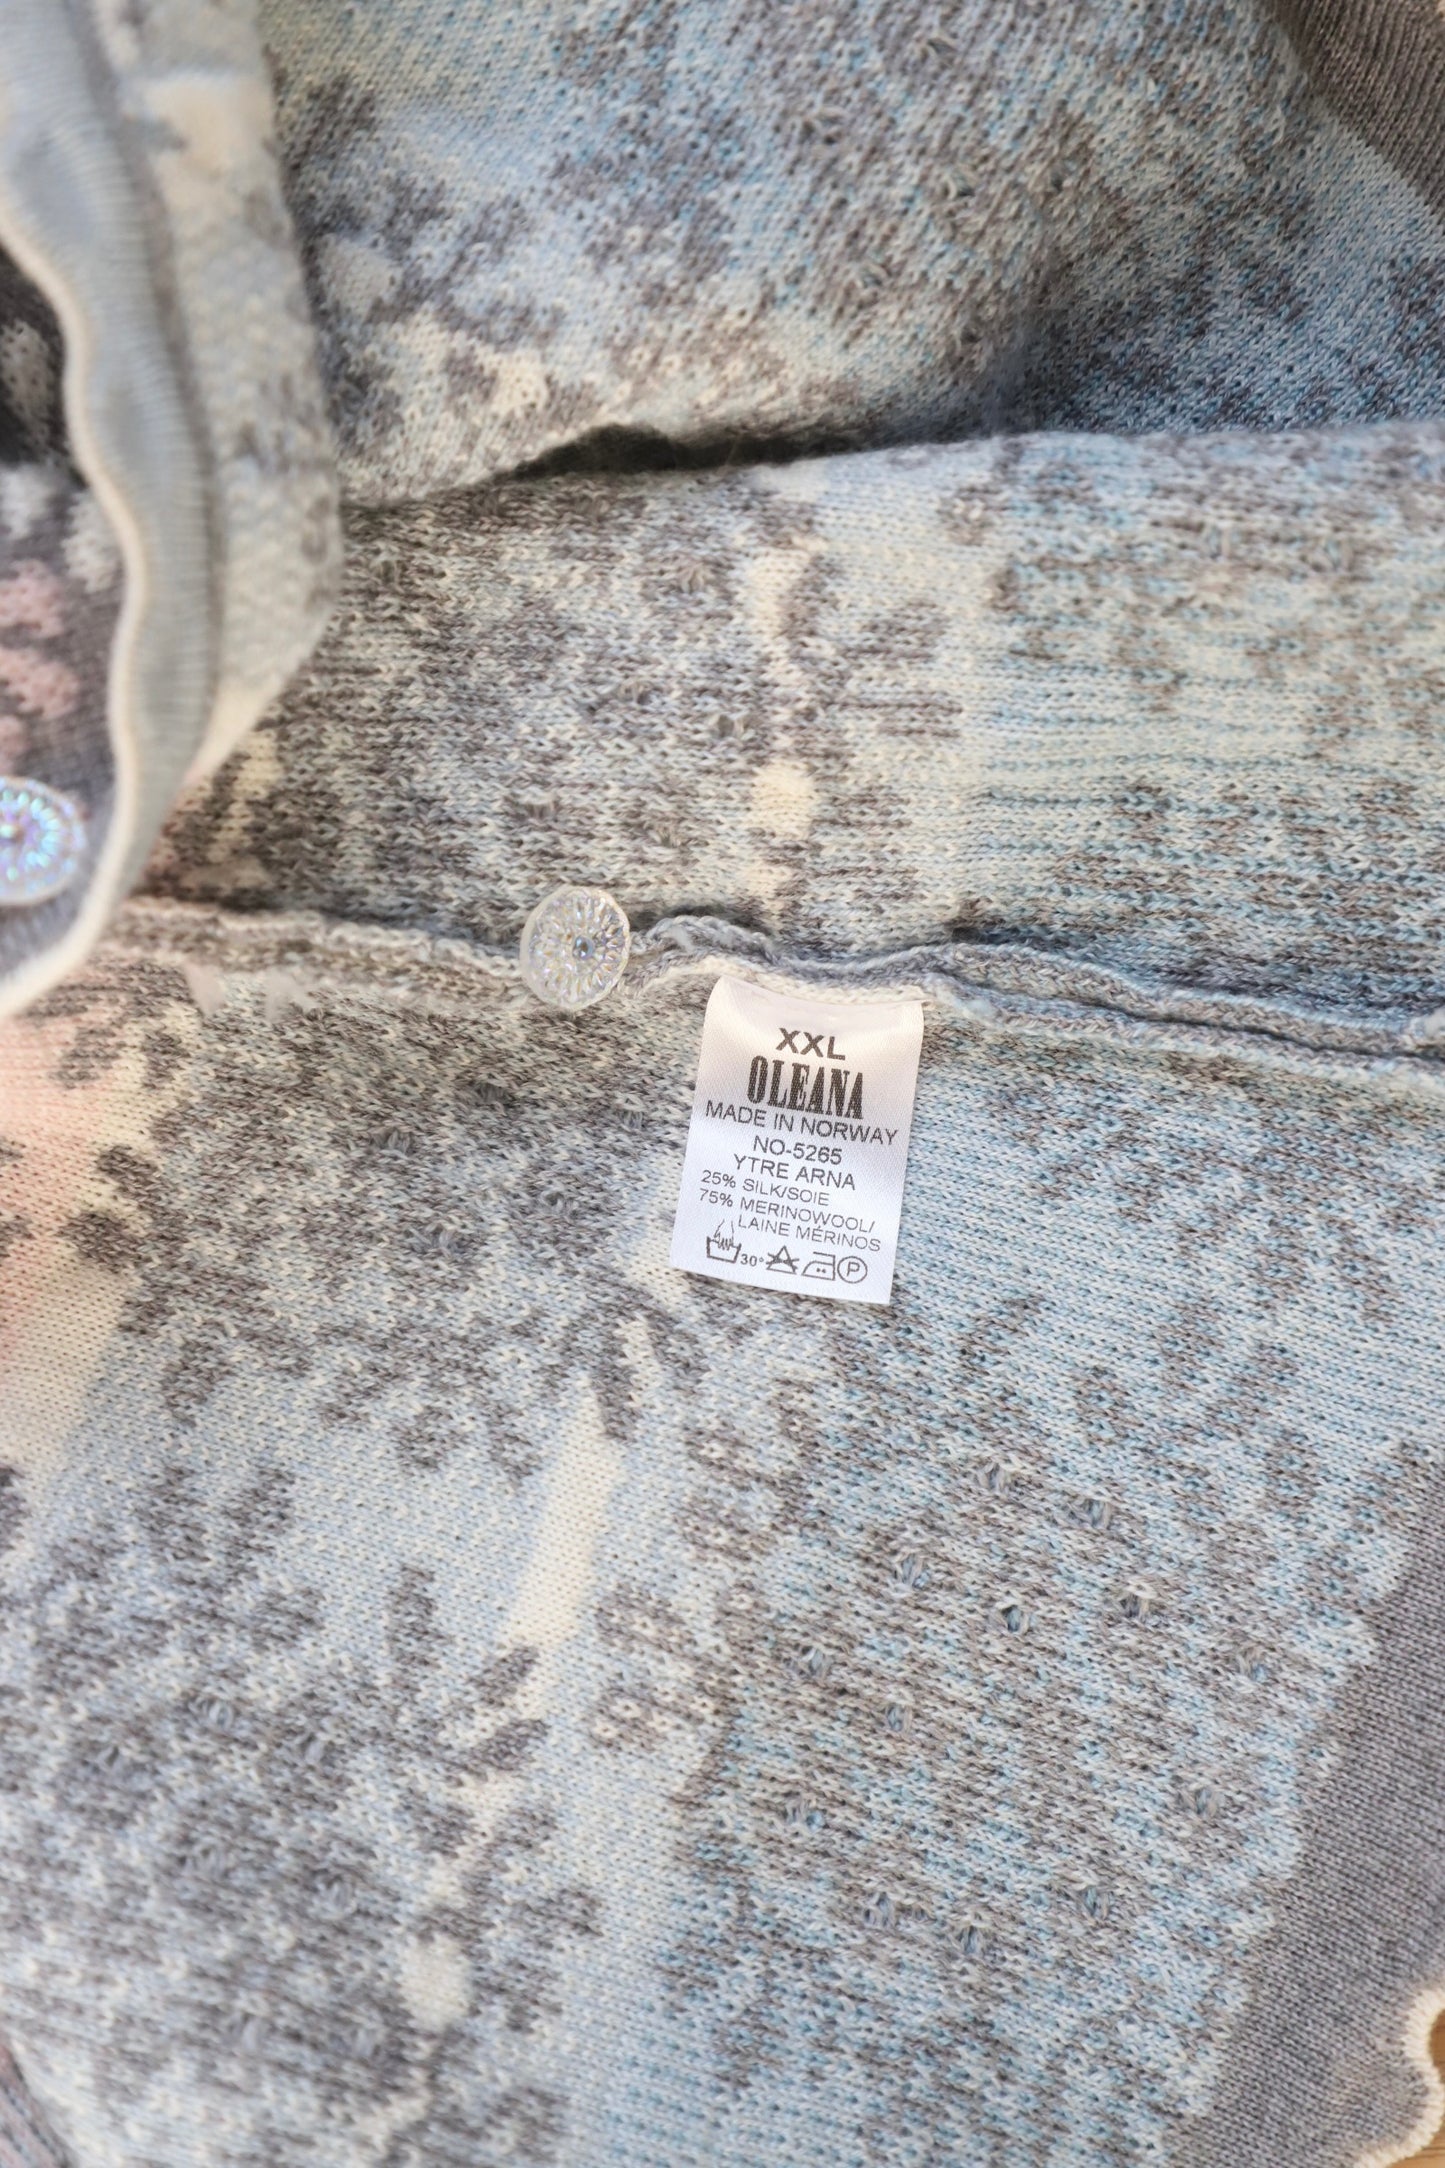 XXL
OLEANA
MADE IN NORWAY
NO-5265
YTRE ARNA
25% SILK/SOIE
75% MERINOWOOL/
LAINE MÉRINOS
30° P